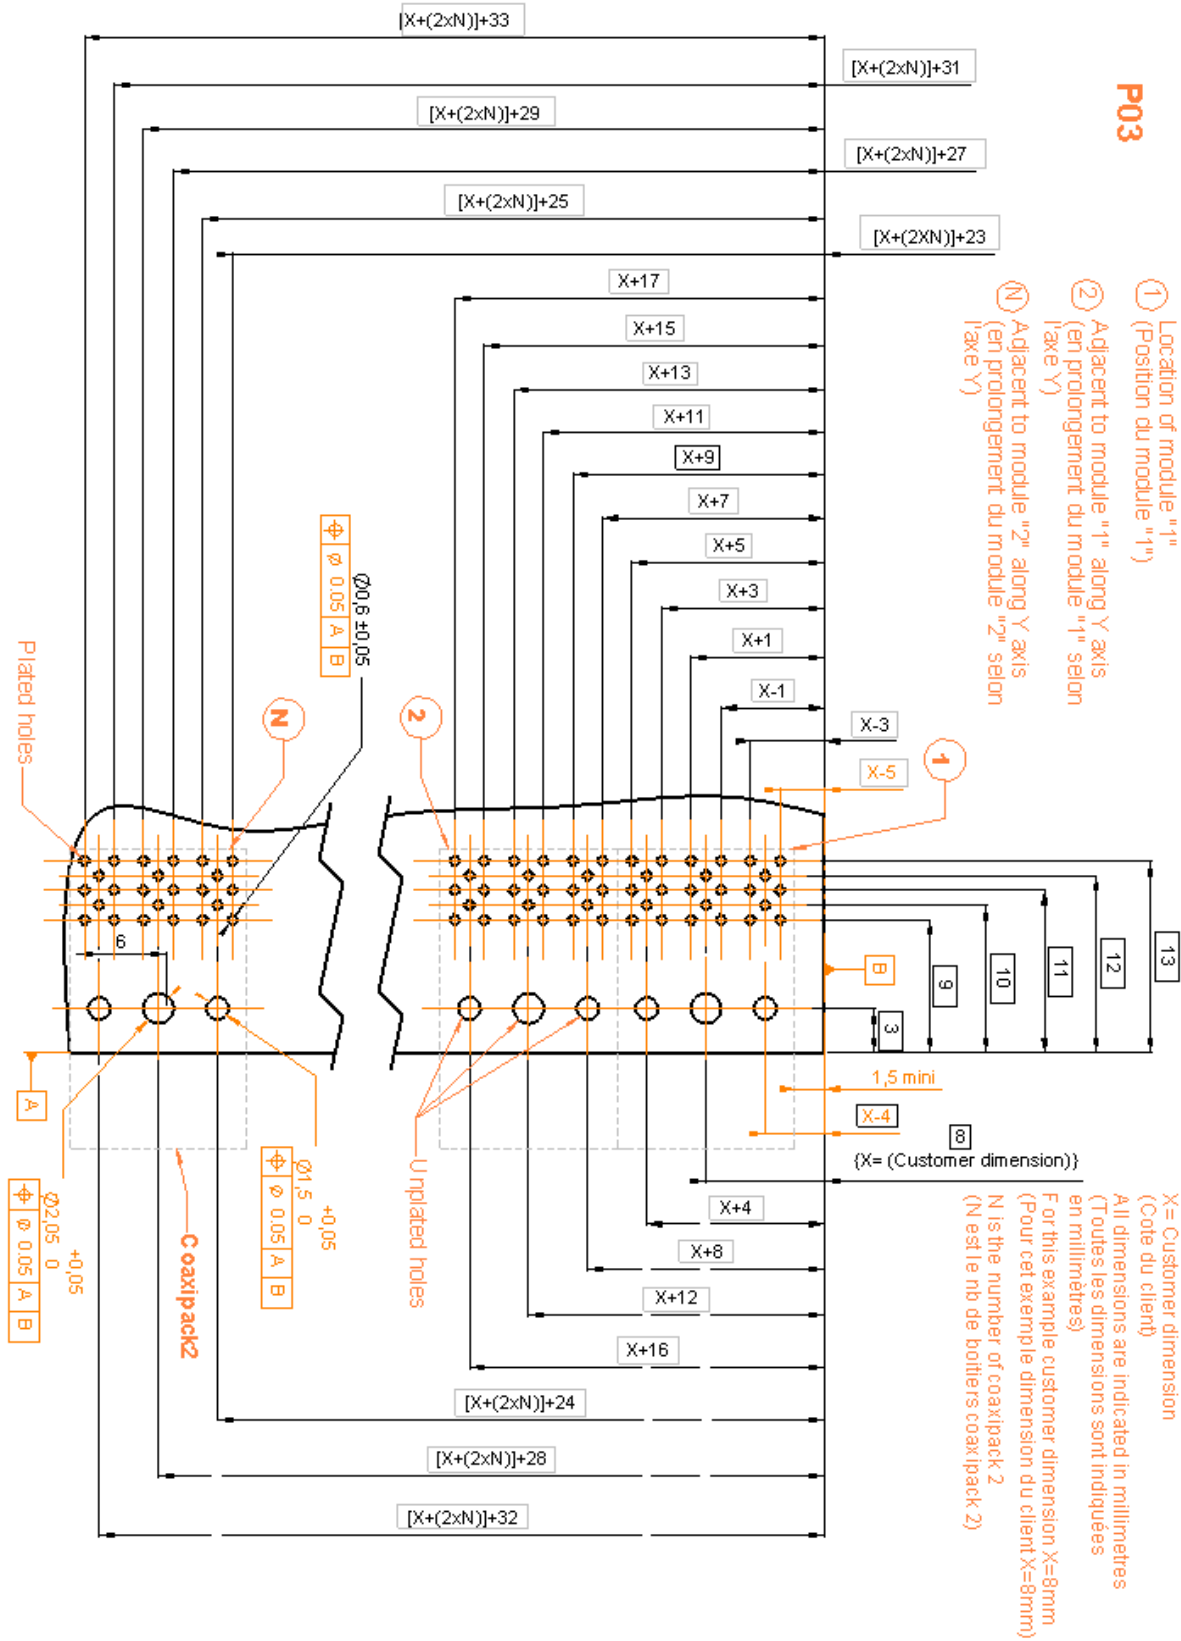 [X+(2xN)]+33
[X+(2xN)]+31
[X+(2xN)]+29
[X+(2xN)]+27
[X+(2xN)]+25
[X+(2XN)]+23
P03
1 Location of module "1"
(Position du module "1")
2 Adjacent to module "1" along Y axis
(en prolongement du module "1" selon
l'axe Y)
N Adjacent to module "2" along Y axis
(en prolongement du module "2" selon
l'axe Y)
X+17
X+15
X+13
X+11
X+9
X+7
X+5
X+3
X+1
X-1
X-3
X-5
Ø0,6 ±0,05
⌖ Ø 0.05 A B
Plated holes
N
2
1
6
B
3
9
10
11
12
13
A
1,5 mini
X-4
8
{X= (Customer dimension)}
X+4
X+8
X+12
X+16
[X+(2xN)]+24
[X+(2xN)]+28
[X+(2xN)]+32
Unplated holes
+0,05
Ø1,5 0
⌖ Ø 0.05 A B
Coaxipack2
+0,05
Ø2,05 0
⌖ Ø 0.05 A B
X= Customer dimension
(Cote du client)
All dimensions are indicated in millimetres
(Toutes les dimensions sont indiquées
en millimètres)
For this example customer dimension X=8mm
(Pour cet exemple dimension du client X=8mm)
N is the number of coaxipack 2
(N est le nb de boitiers coaxipack 2)